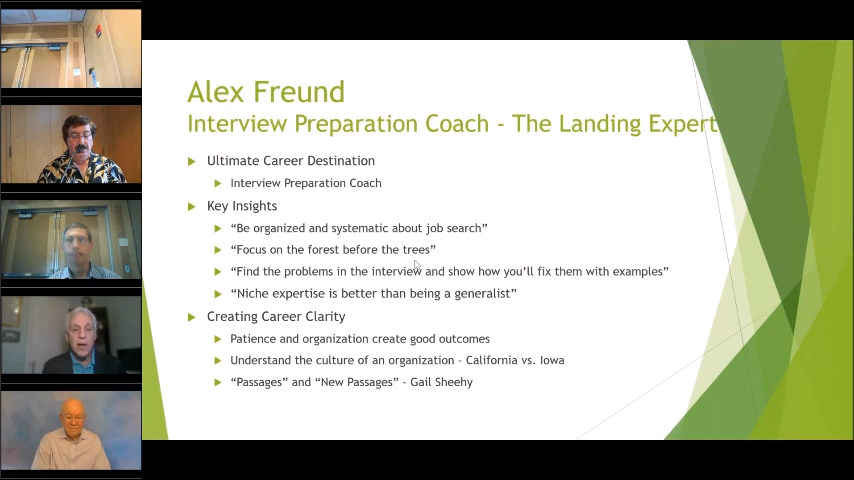 Alex Freund
Interview Preparation Coach - The Landing Expert
Ultimate Career Destination
Interview Preparation Coach
Key Insights
“Be organized and systematic about job search”
“Focus on the forest before the trees”
“Find the problems in the interview and show how you’ll fix them with examples”
“Niche expertise is better than being a generalist”
Creating Career Clarity
Patience and organization create good outcomes
Understand the culture of an organization – California vs. Iowa
“Passages” and “New Passages” – Gail Sheehy